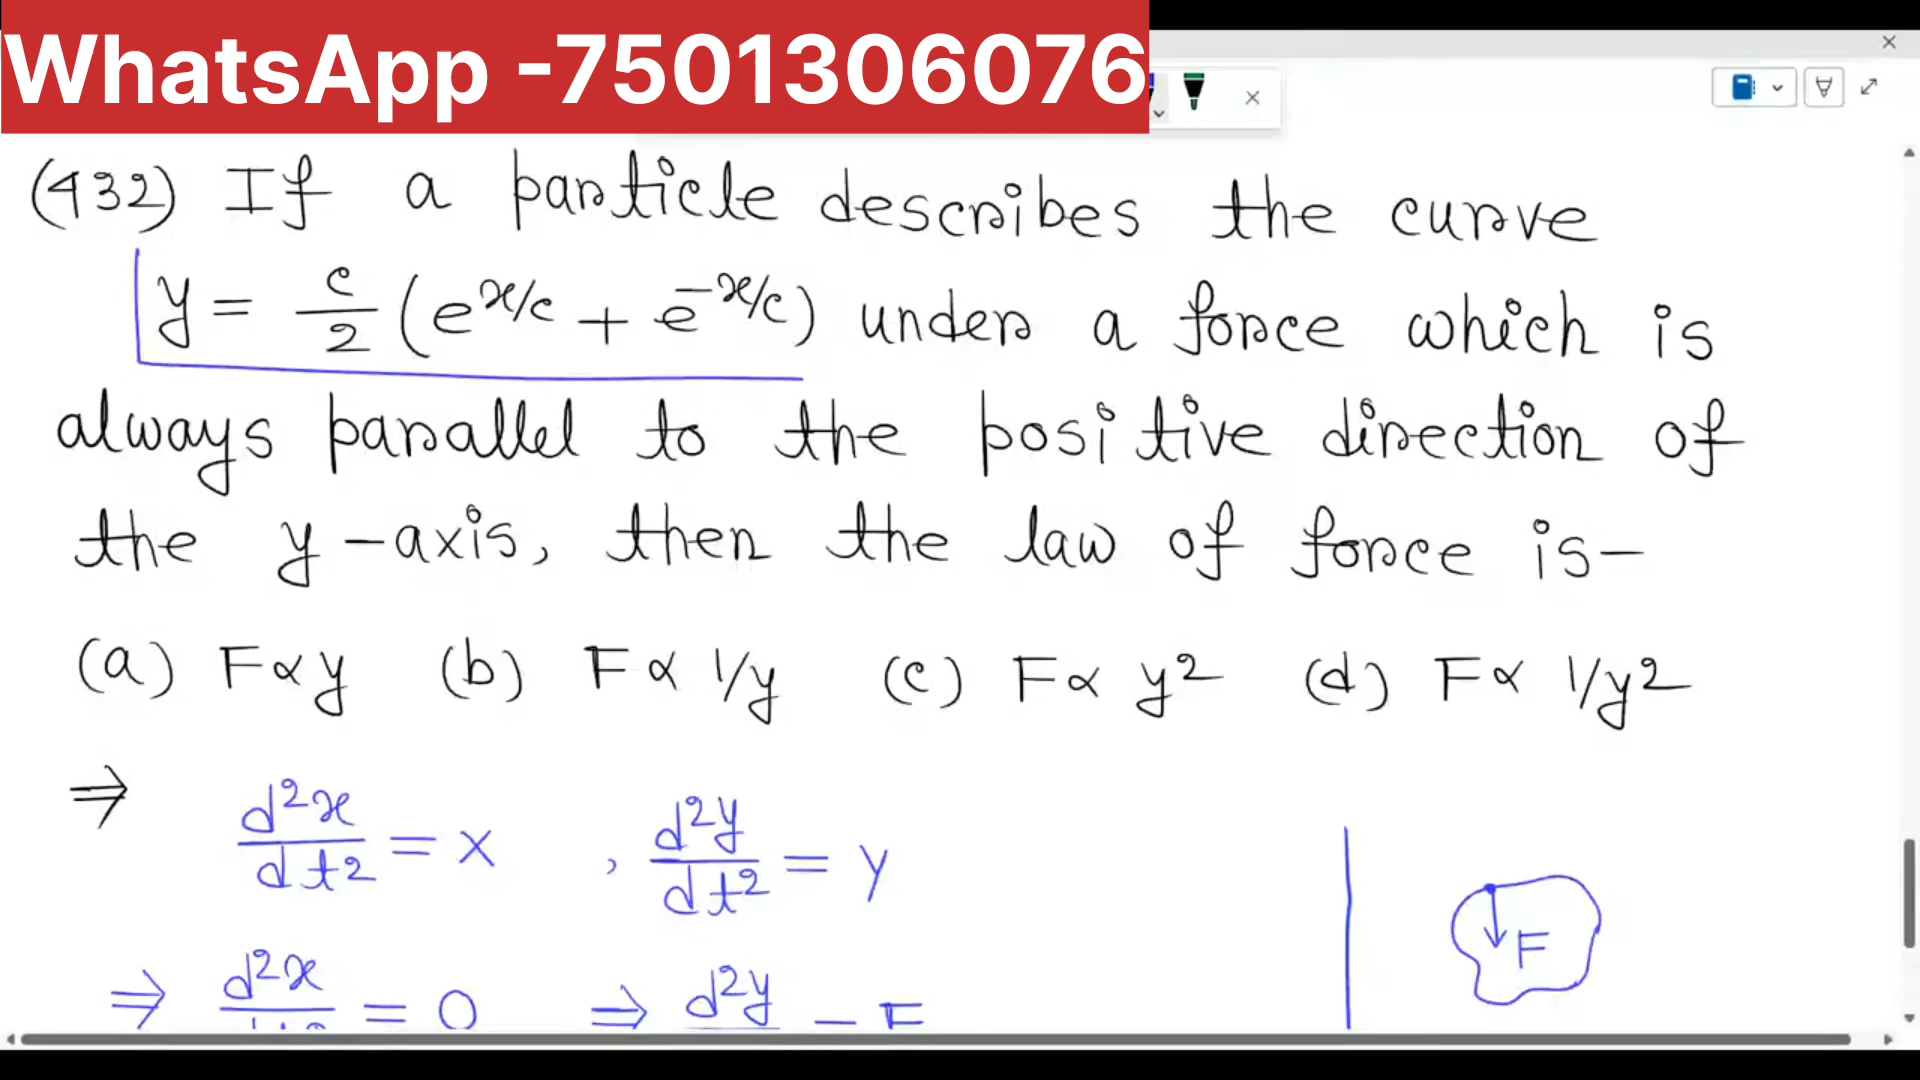 WhatsApp -7501306076
(432) If a particle describes the curve
y = c/2 (e^x/c + e^-x/c) under a force which is
always parallel to the positive direction of
the y-axis, then the law of force is-
(a) F∝y (b) F∝ 1/y (c) F∝ y² (d) F∝ 1/y²
⇒ d²x/dt² = X , d²y/dt² = Y
F
⇒ d²x = 0 ⇒ d²y = F